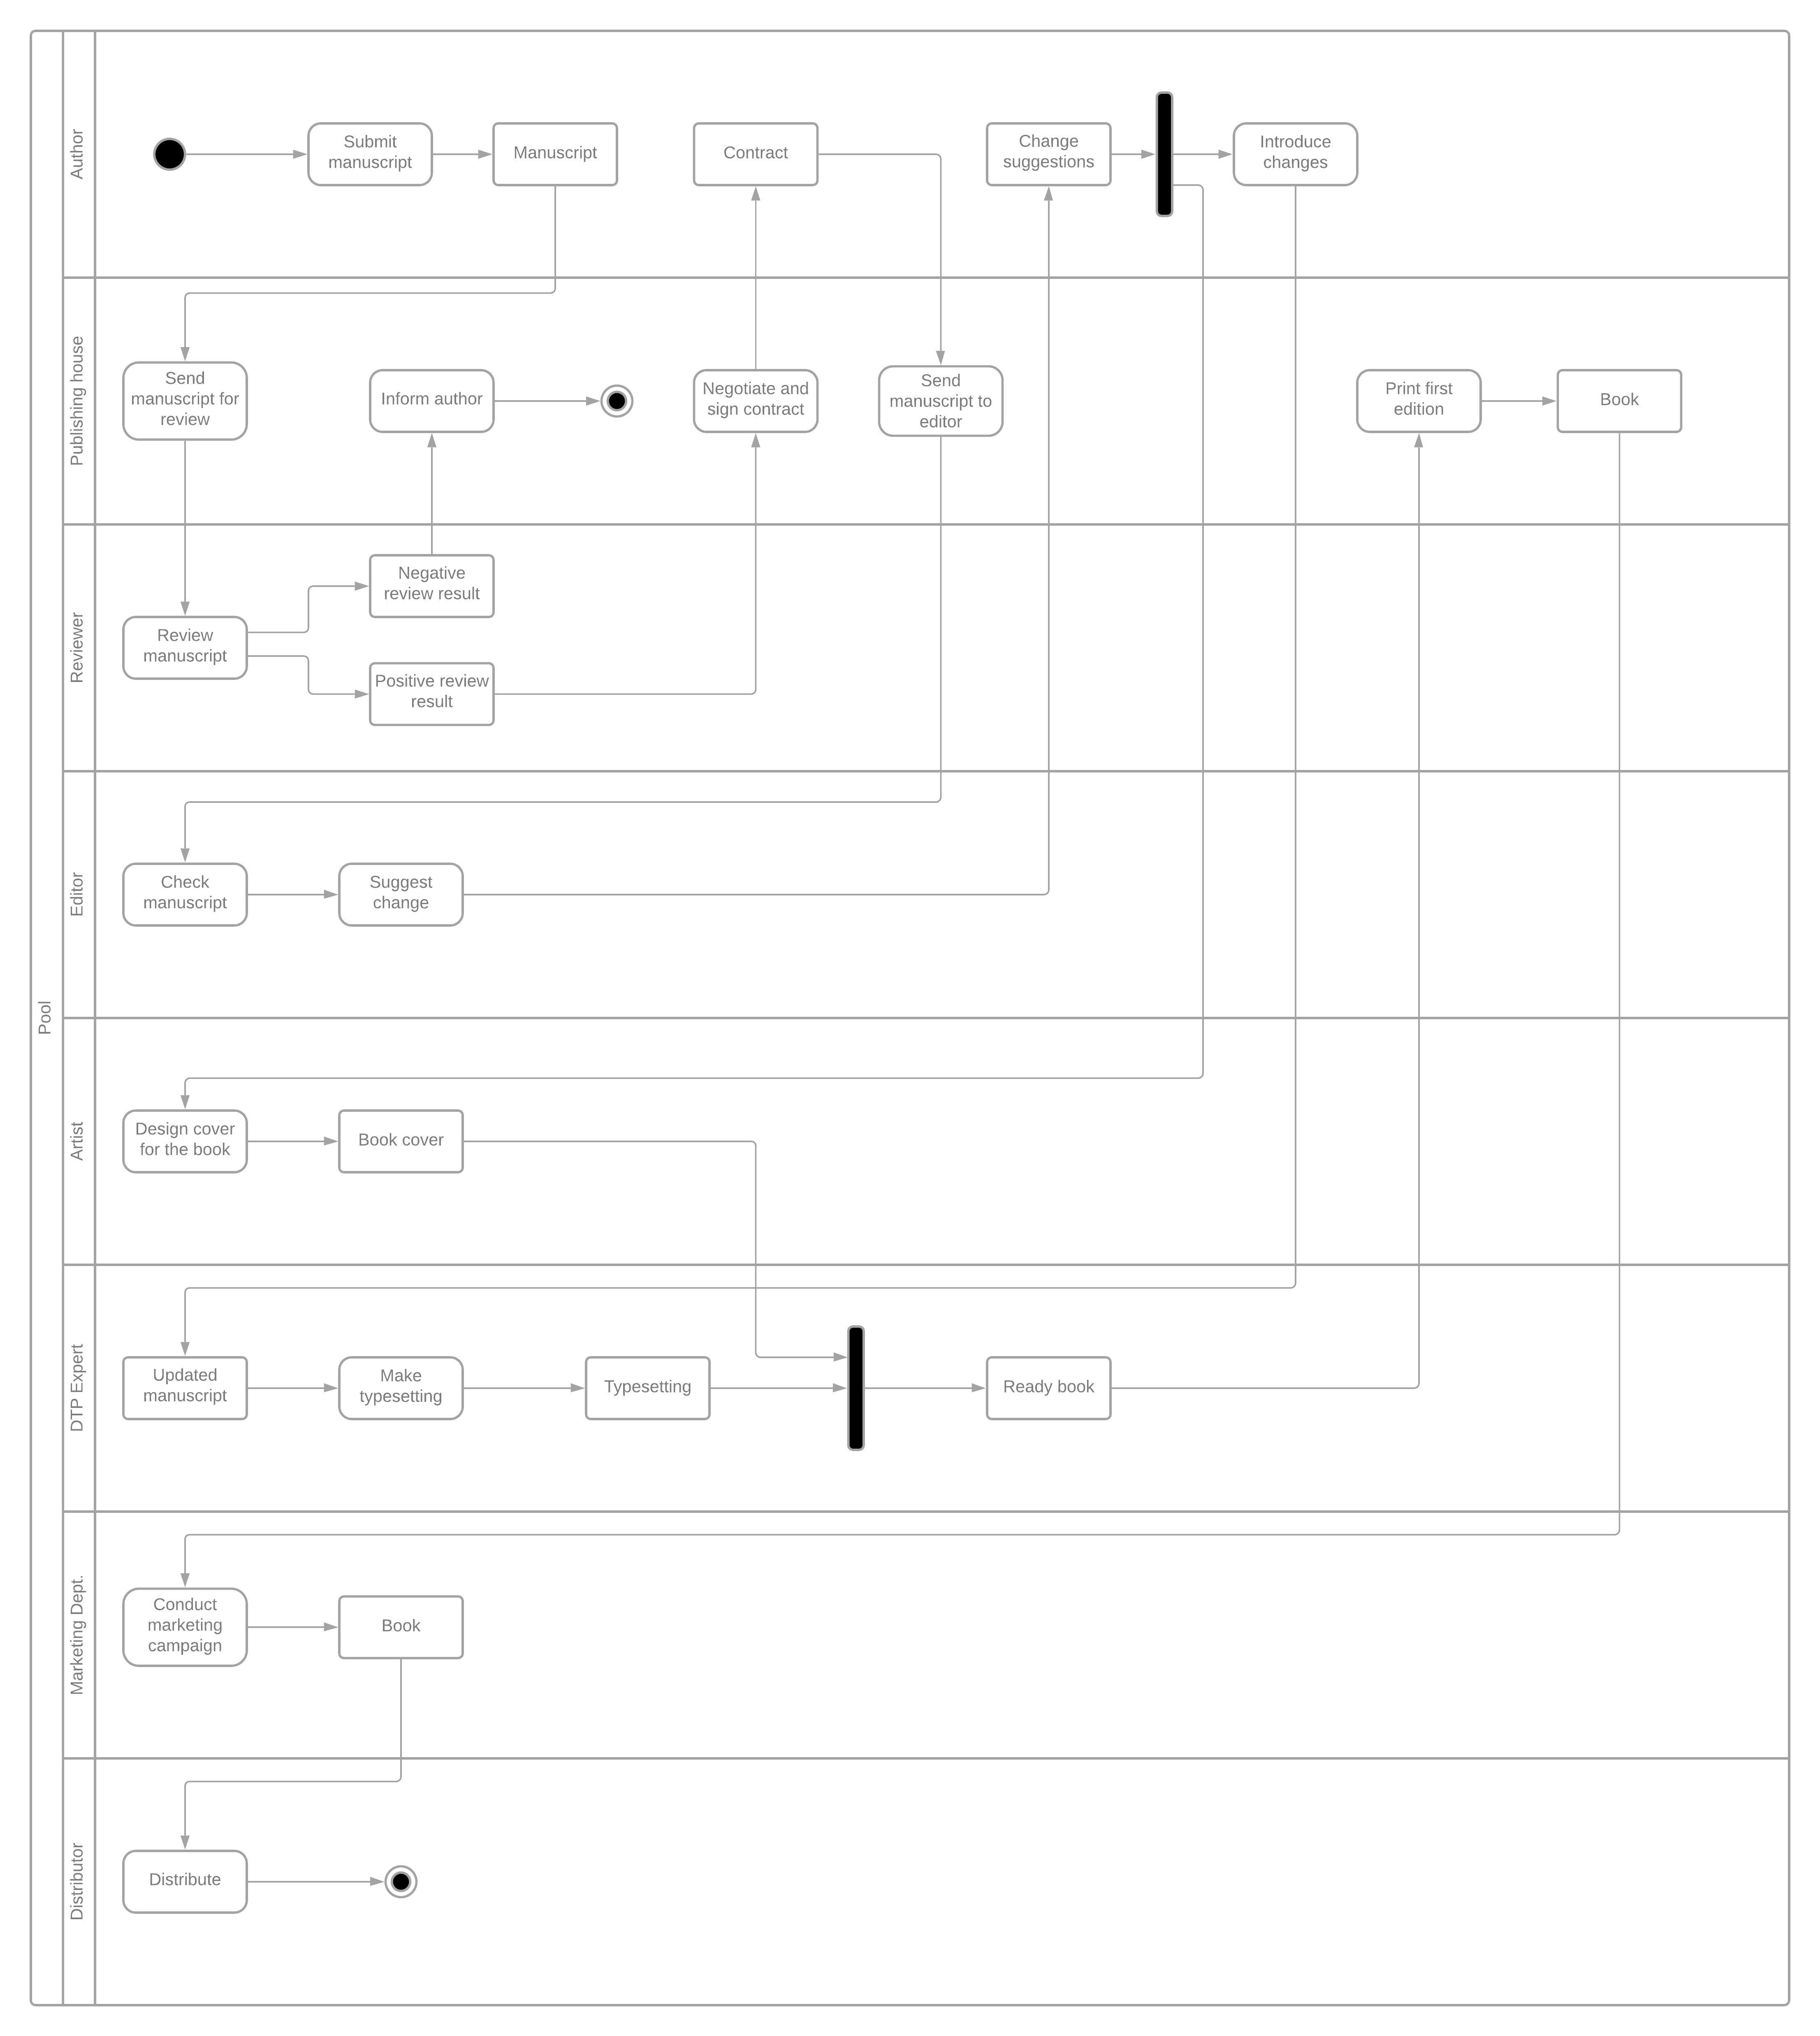 Pool
Author
Submit
manuscript
Manuscript
Contract
Change
suggestions
Introduce
changes
Publishing house
Send
manuscript for
review
Inform author
Negotiate and
sign contract
Send
manuscript to
editor
Print first
edition
Book
Reviewer
Review
manuscript
Negative
review result
Positive review
result
Editor
Check
manuscript
Suggest
change
Artist
Design cover
for the book
Book cover
DTP Expert
Updated
manuscript
Make
typesetting
Typesetting
Ready book
Marketing Dept.
Conduct
marketing
campaign
Book
Distributor
Distribute